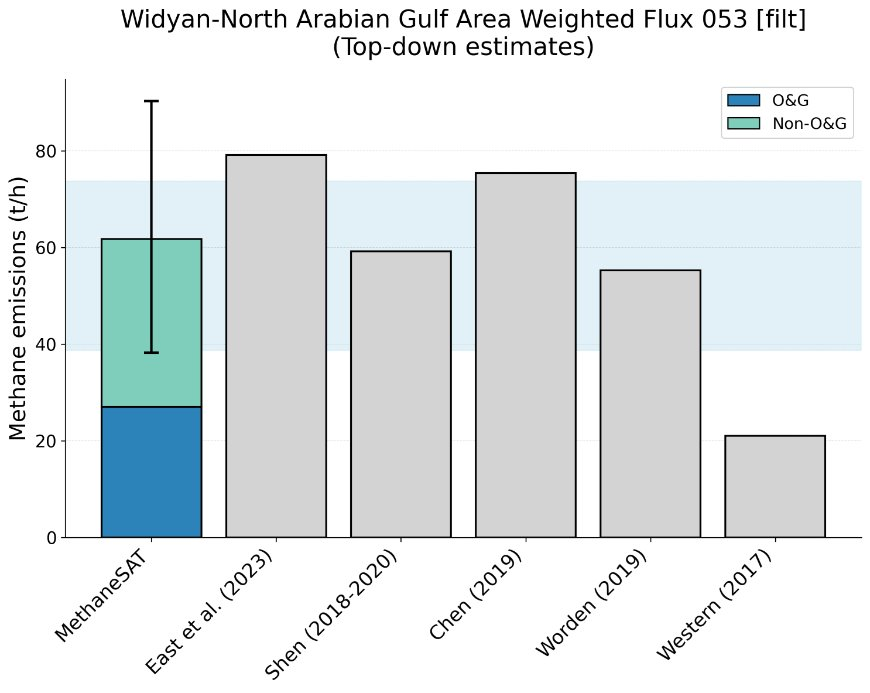 Widyan-North Arabian Gulf Area Weighted Flux 053 [filt]
(Top-down estimates)
O&G
Non-O&G
Methane emissions (t/h)
80
60
40
20
0
MethaneSAT
East et al. (2023)
Shen (2018-2020)
Chen (2019)
Worden (2019)
Western (2017)